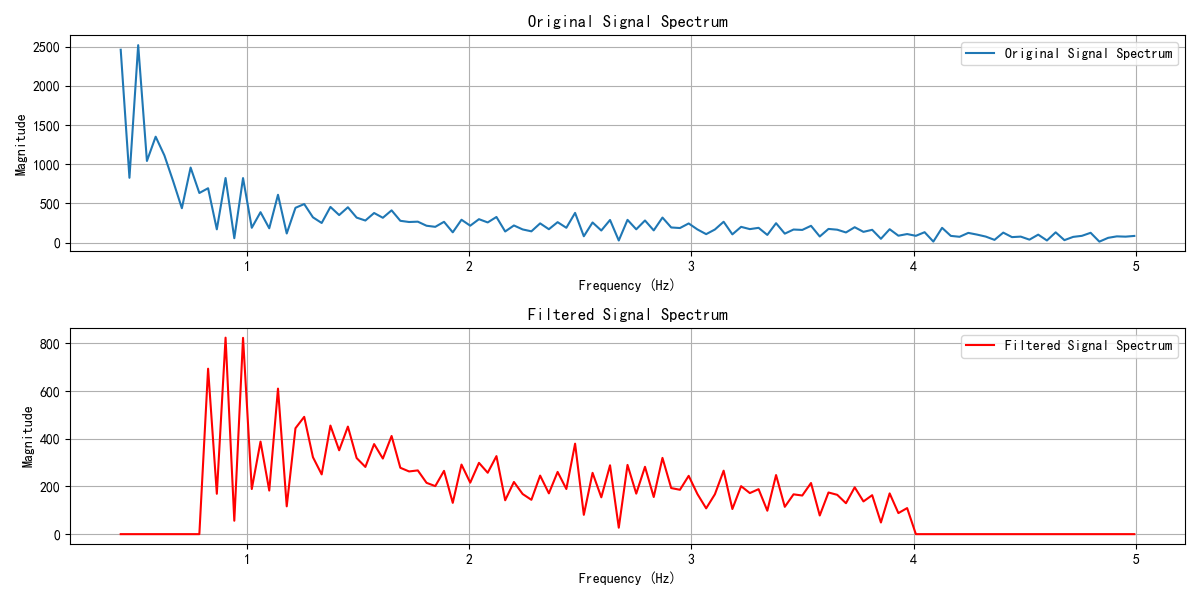 Original Signal Spectrum
2500
2000
1500
1000
500
0
Magnitude
Original Signal Spectrum
1 2 3 4 5
Frequency (Hz)
Filtered Signal Spectrum
800
600
400
200
0
Magnitude
Filtered Signal Spectrum
1 2 3 4 5
Frequency (Hz)